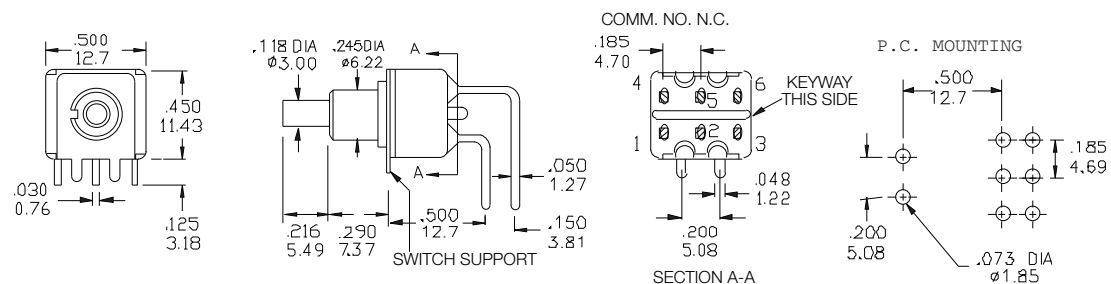 .500
12.7
.450
11.43
.030
0.76
.125
3.18
.118 DIA
ø3.00
.245DIA
ø6.22
A
A
.050
1.27
.150
3.81
.500
12.7
.216
5.49
.290
7.37
SWITCH SUPPORT
COMM. NO. N.C.
.185
4.70
4
6
5
KEYWAY
THIS SIDE
1
2
3
.048
1.22
.200
5.08
SECTION A-A
P.C. MOUNTING
.500
12.7
.185
4.69
.200
5.08
.073 DIA
ø1.85